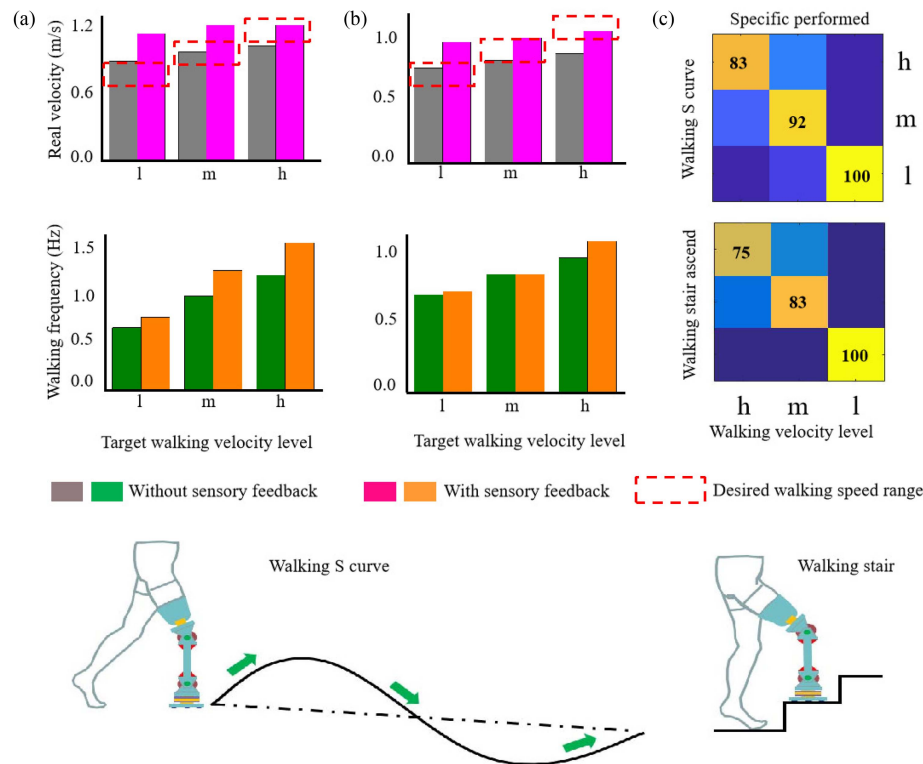 (a)
(b)
(c)
Real velocity (m/s)
1.2
0.6
0.0
l
m
h
1.0
0.5
0.0
l
m
h
Specific performed
Walking S curve
83
92
100
h
m
l
Walking frequency (Hz)
1.5
1.0
0.5
0.0
l
m
h
Target walking velocity level
1.0
0.5
0.0
l
m
h
Target walking velocity level
Walking stair ascend
75
83
100
h
m
l
Walking velocity level
Without sensory feedback
With sensory feedback
Desired walking speed range
Walking S curve
Walking stair